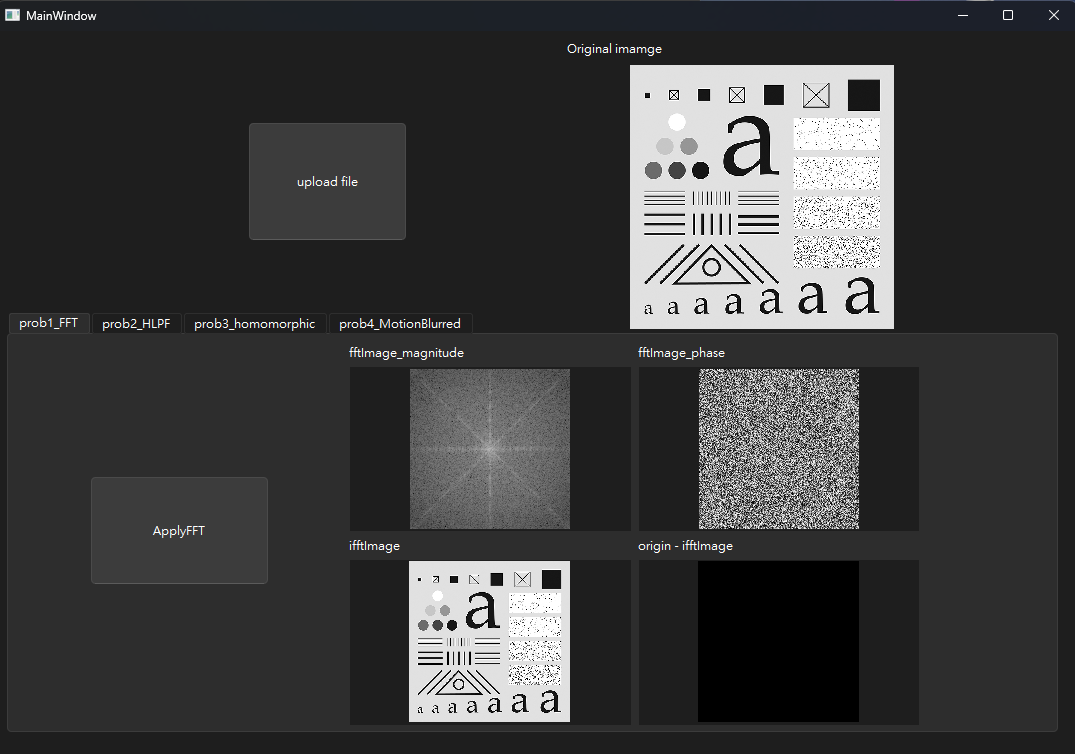 MainWindow
Original imamge
a
a a a a a a a
upload file
prob1_FFT prob2_HLPF prob3_homomorphic prob4_MotionBlurred
fftImage_magnitude fftImage_phase
ApplyFFT
ifftImage origin - ifftImage
a
a a a a a a a